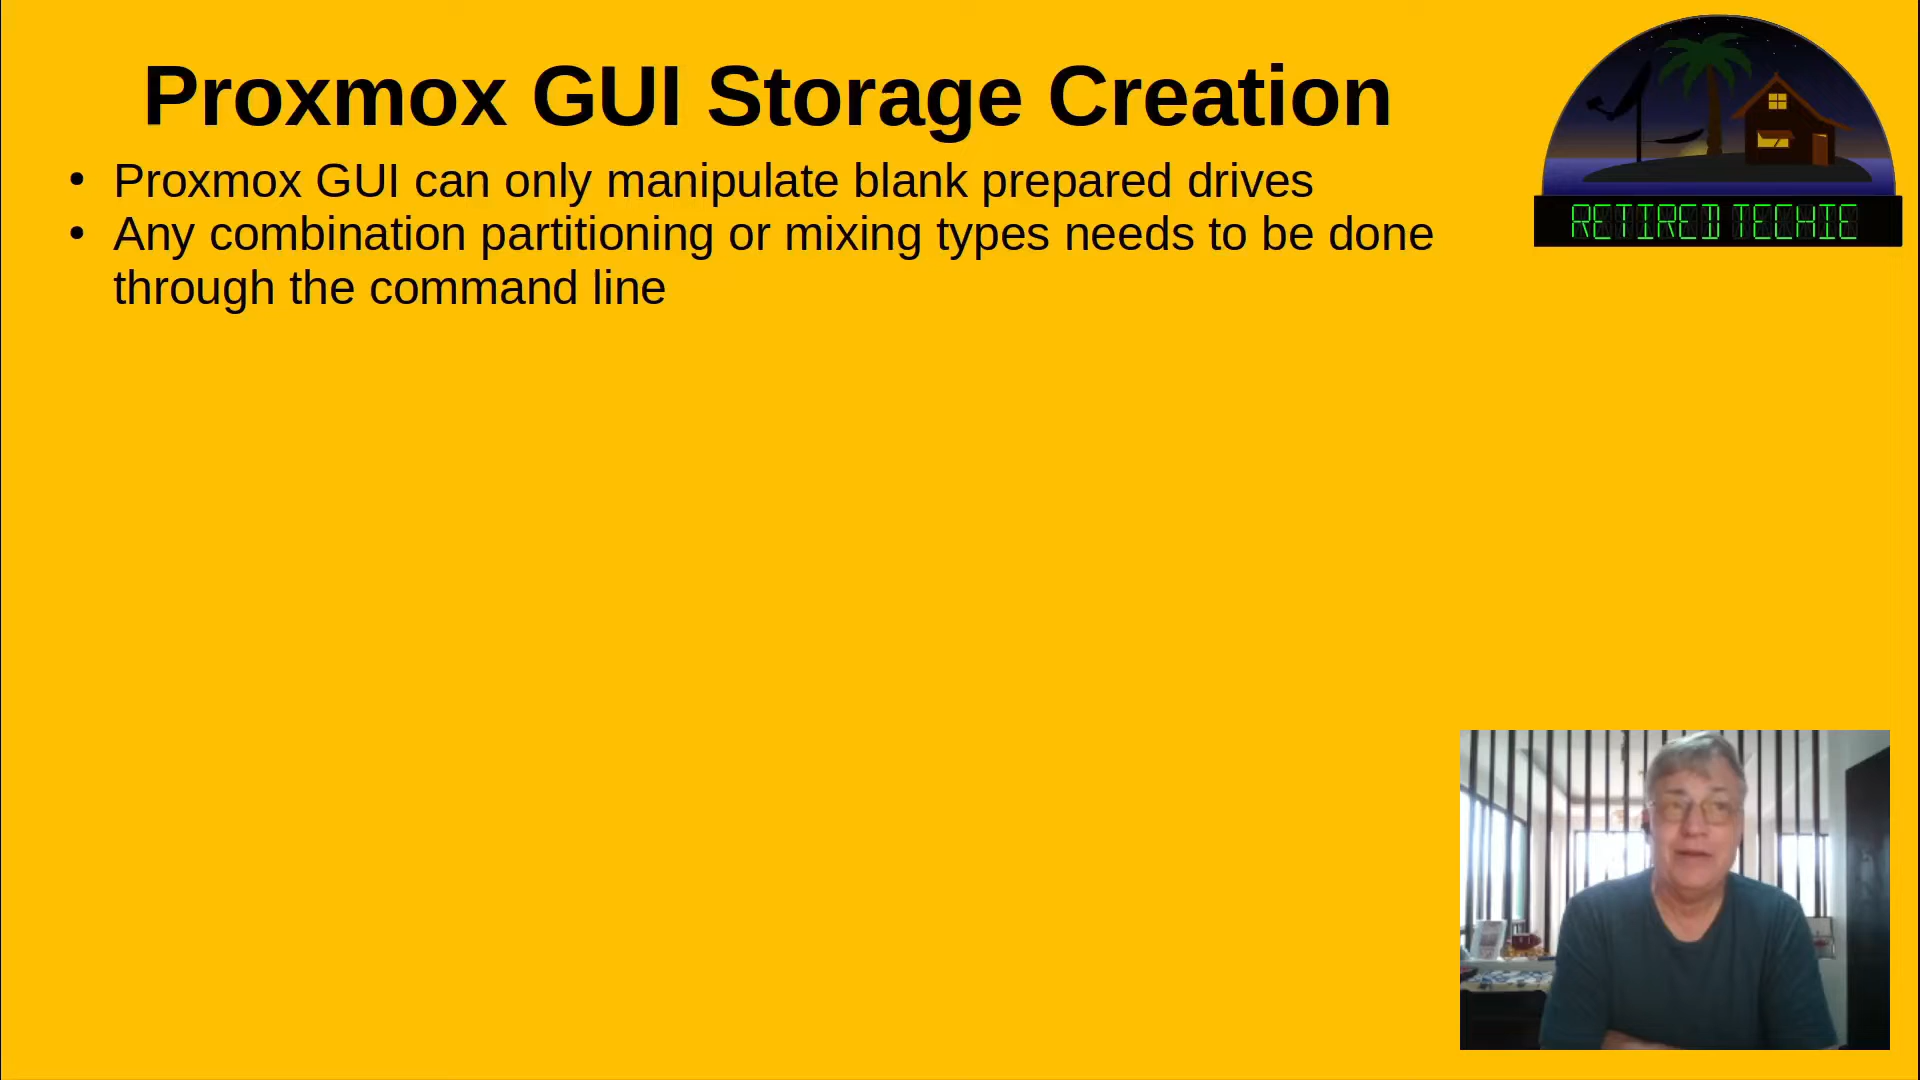 Proxmox GUI Storage Creation
• Proxmox GUI can only manipulate blank prepared drives
• Any combination partitioning or mixing types needs to be done
through the command line
RETIRED TECHIE